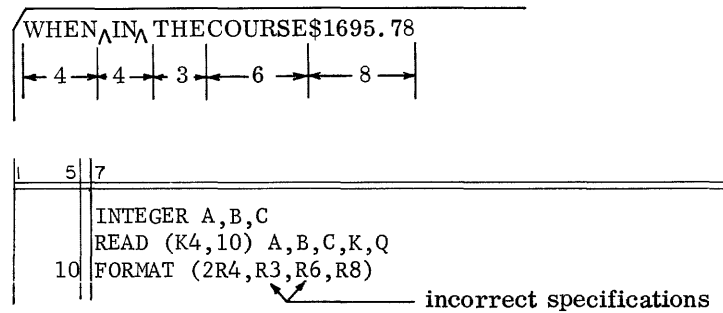 WHEN^IN^THECOURSE$1695.78
4 4 3 6 8
1 5 7
INTEGER A,B,C
READ (K4,10) A,B,C,K,Q
10 FORMAT (2R4,R3,R6,R8)
incorrect specifications